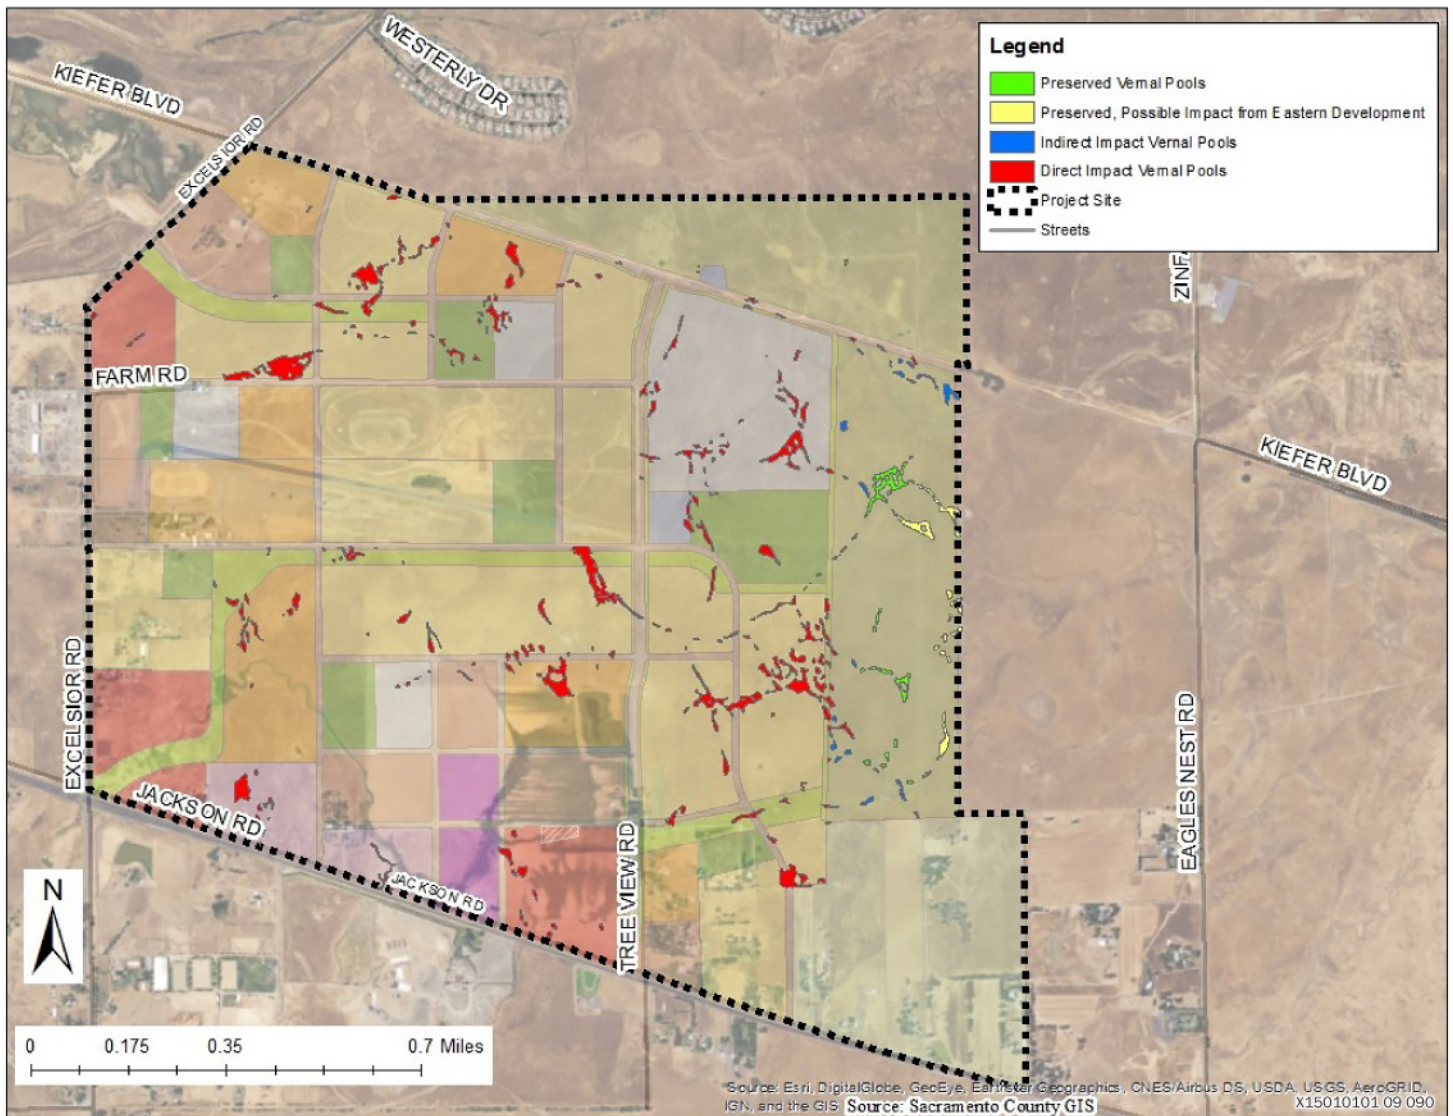 WESTERLY DR
KIEFER BLVD
EXCELSIOR RD
Legend
Preserved Vernal Pools
Preserved, Possible Impact from Eastern Development
Indirect Impact Vernal Pools
Direct Impact Vernal Pools
Project Site
Streets
ZINFA
FARM RD
KIEFER BLVD
EXCELSIOR RD
EAGLES NEST RD
JACKSON RD
JACKSON RD
TREE VIEW RD
N
0 0.175 0.35 0.7 Miles
Source: Esri, DigitalGlobe, GeoEye, Earthstar Geographics, CNES/Airbus DS, USDA, USGS, AeroGRID,
IGN, and the GIS Source: Sacramento County GIS X15010101 09 090